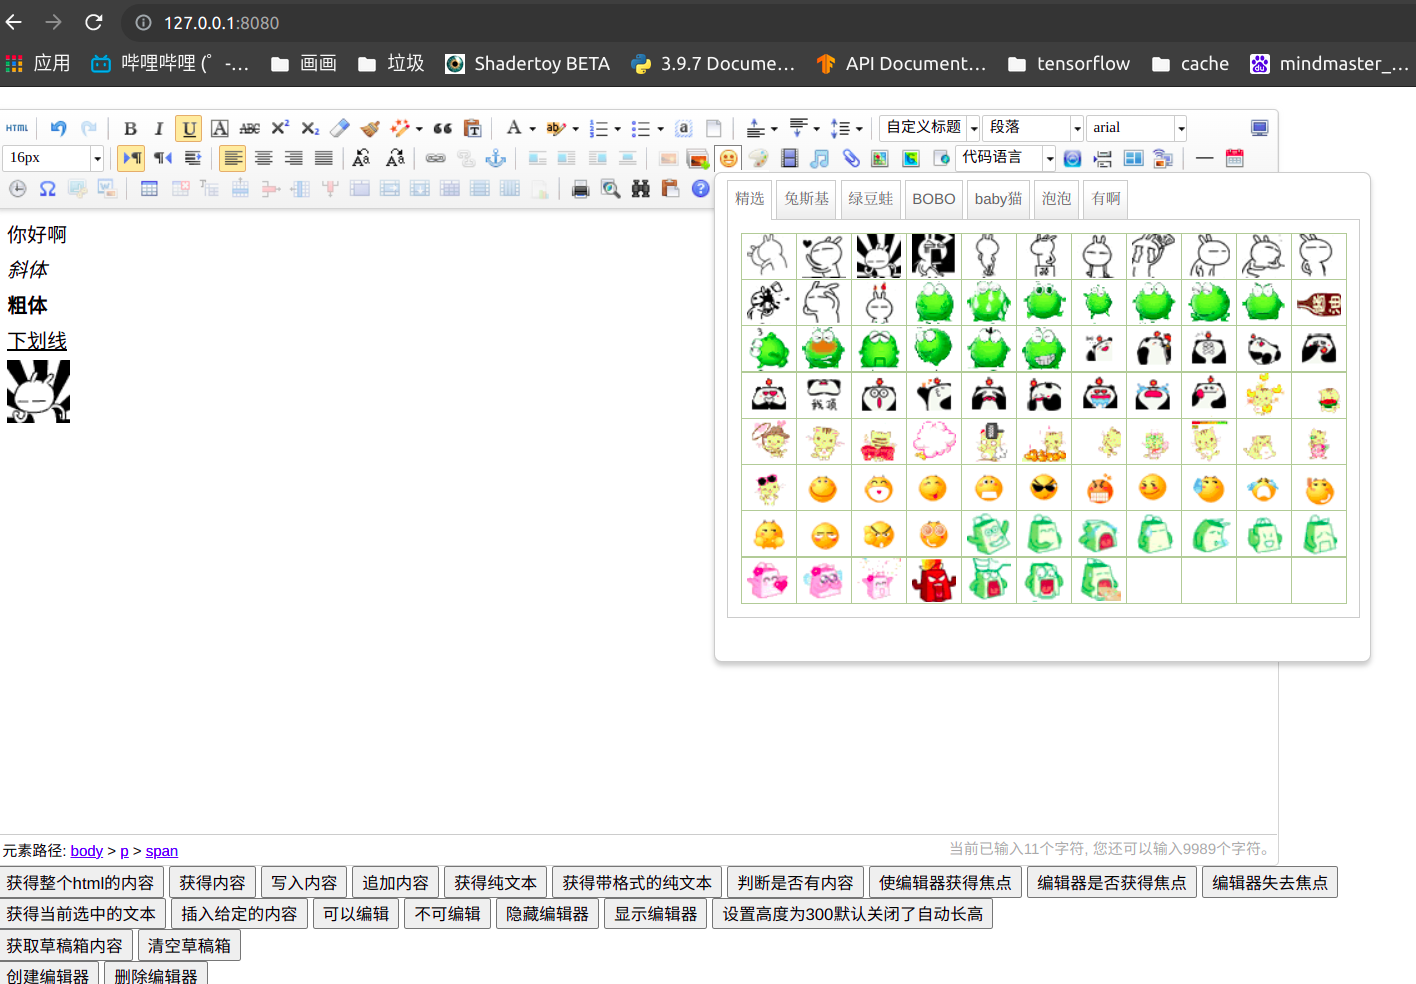 127.0.0.1:8080
应用 哔哩哔哩 (゜-... 画画 垃圾 Shadertoy BETA 3.9.7 Docume... API Document... tensorflow cache mindmaster_...
HTML B I U A ABC X² X₂ A ab a 自定义标题 段落 arial
16px 代码语言
精选 兔斯基 绿豆蛙 BOBO baby猫 泡泡 有啊
你好啊
斜体
粗体
下划线
我顶
元素路径: body > p > span 当前已输入11个字符, 您还可以输入9989个字符。
获得整个html的内容 获得内容 写入内容 追加内容 获得纯文本 获得带格式的纯文本 判断是否有内容 使编辑器获得焦点 编辑器是否获得焦点 编辑器失去焦点
获得当前选中的文本 插入给定的内容 可以编辑 不可编辑 隐藏编辑器 显示编辑器 设置高度为300默认关闭了自动长高
获取草稿箱内容 清空草稿箱
创建编辑器 删除编辑器